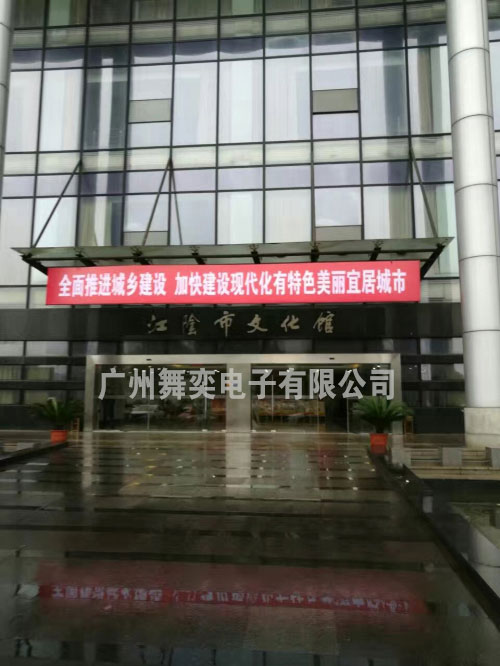 全面推进城乡建设 加快建设现代化有特色美丽宜居城市
江阴市文化馆
广州舞奕电子有限公司